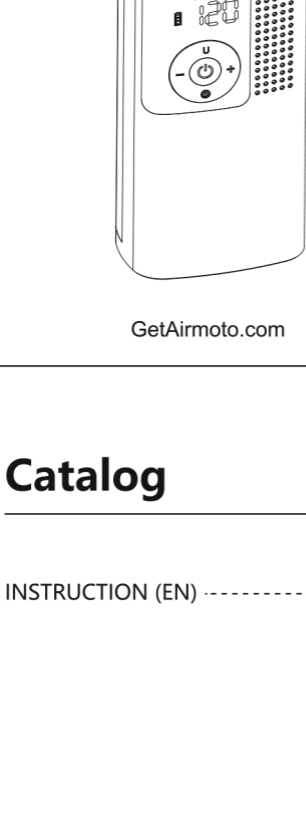 U
- +
GetAirmoto.com
Catalog
INSTRUCTION (EN) ----------